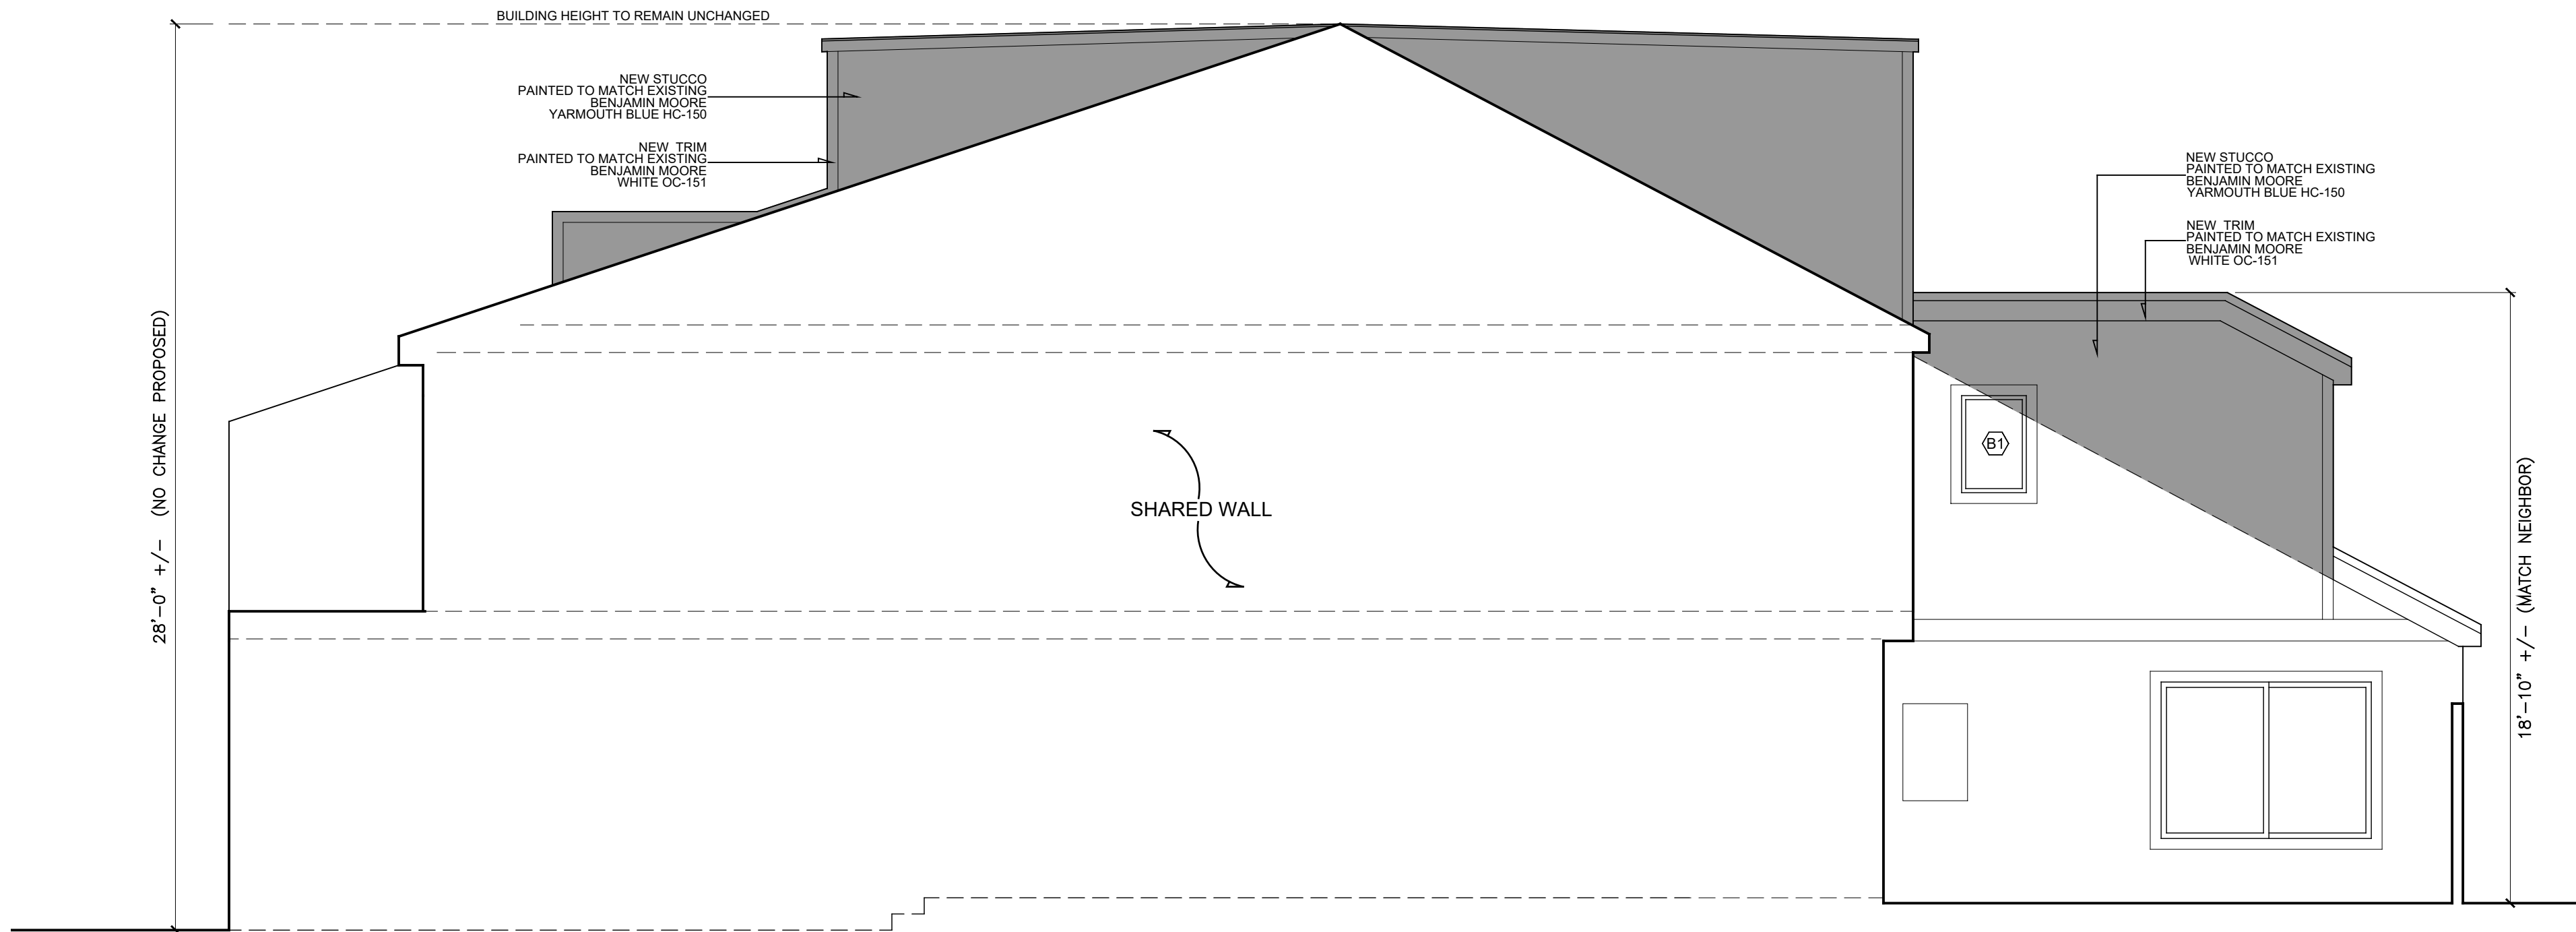 BUILDING HEIGHT TO REMAIN UNCHANGED
NEW STUCCO
PAINTED TO MATCH EXISTING
BENJAMIN MOORE
YARMOUTH BLUE HC-150
NEW TRIM
PAINTED TO MATCH EXISTING
BENJAMIN MOORE
WHITE OC-151
NEW STUCCO
PAINTED TO MATCH EXISTING
BENJAMIN MOORE
YARMOUTH BLUE HC-150
NEW TRIM
PAINTED TO MATCH EXISTING
BENJAMIN MOORE
WHITE OC-151
28'-0" +/- (NO CHANGE PROPOSED)
B1
SHARED WALL
18'-10" +/- (MATCH NEIGHBOR)